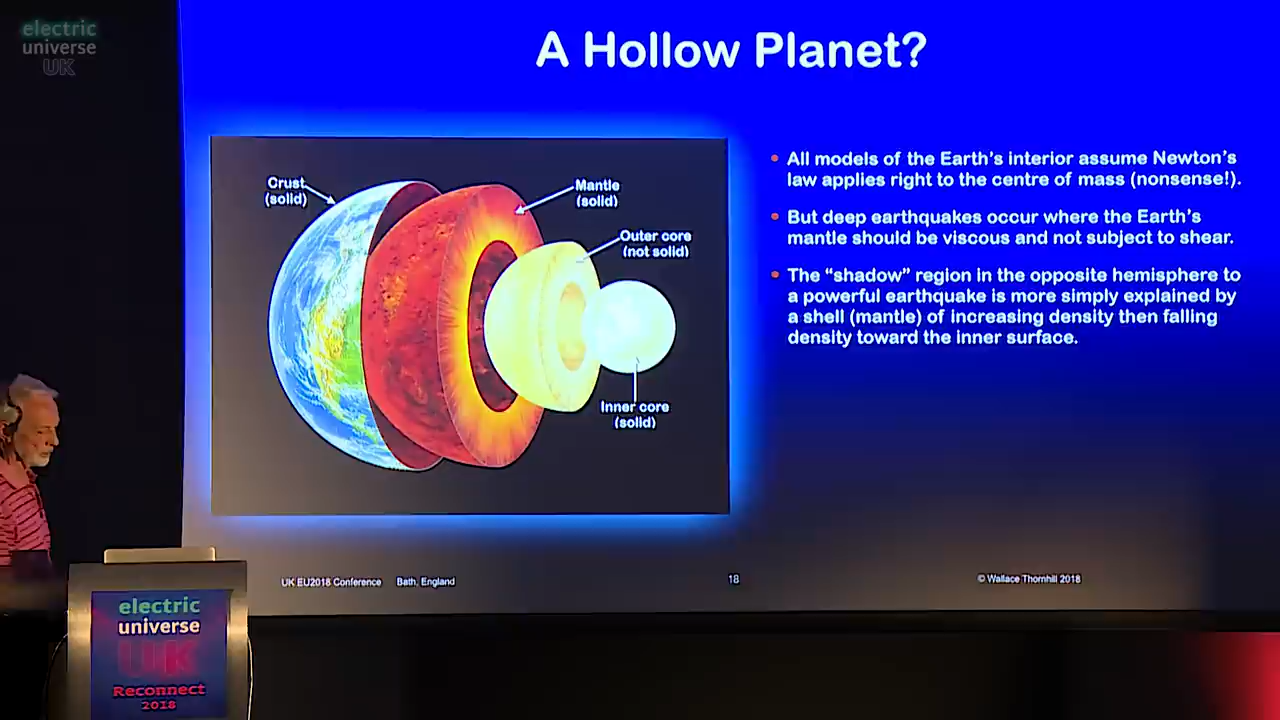 electric
universe
UK
A Hollow Planet?
Crust
(solid)
Mantle
(solid)
Outer core
(not solid)
Inner core
(solid)
• All models of the Earth's interior assume Newton's
law applies right to the centre of mass (nonsense!).
• But deep earthquakes occur where the Earth's
mantle should be viscous and not subject to shear.
• The “shadow” region in the opposite hemisphere to
a powerful earthquake is more simply explained by
a shell (mantle) of increasing density then falling
density toward the inner surface.
UK EU2018 Conference Bath, England
18
© Wallace Thornhill 2018
electric
universe
UK
Reconnect
2018